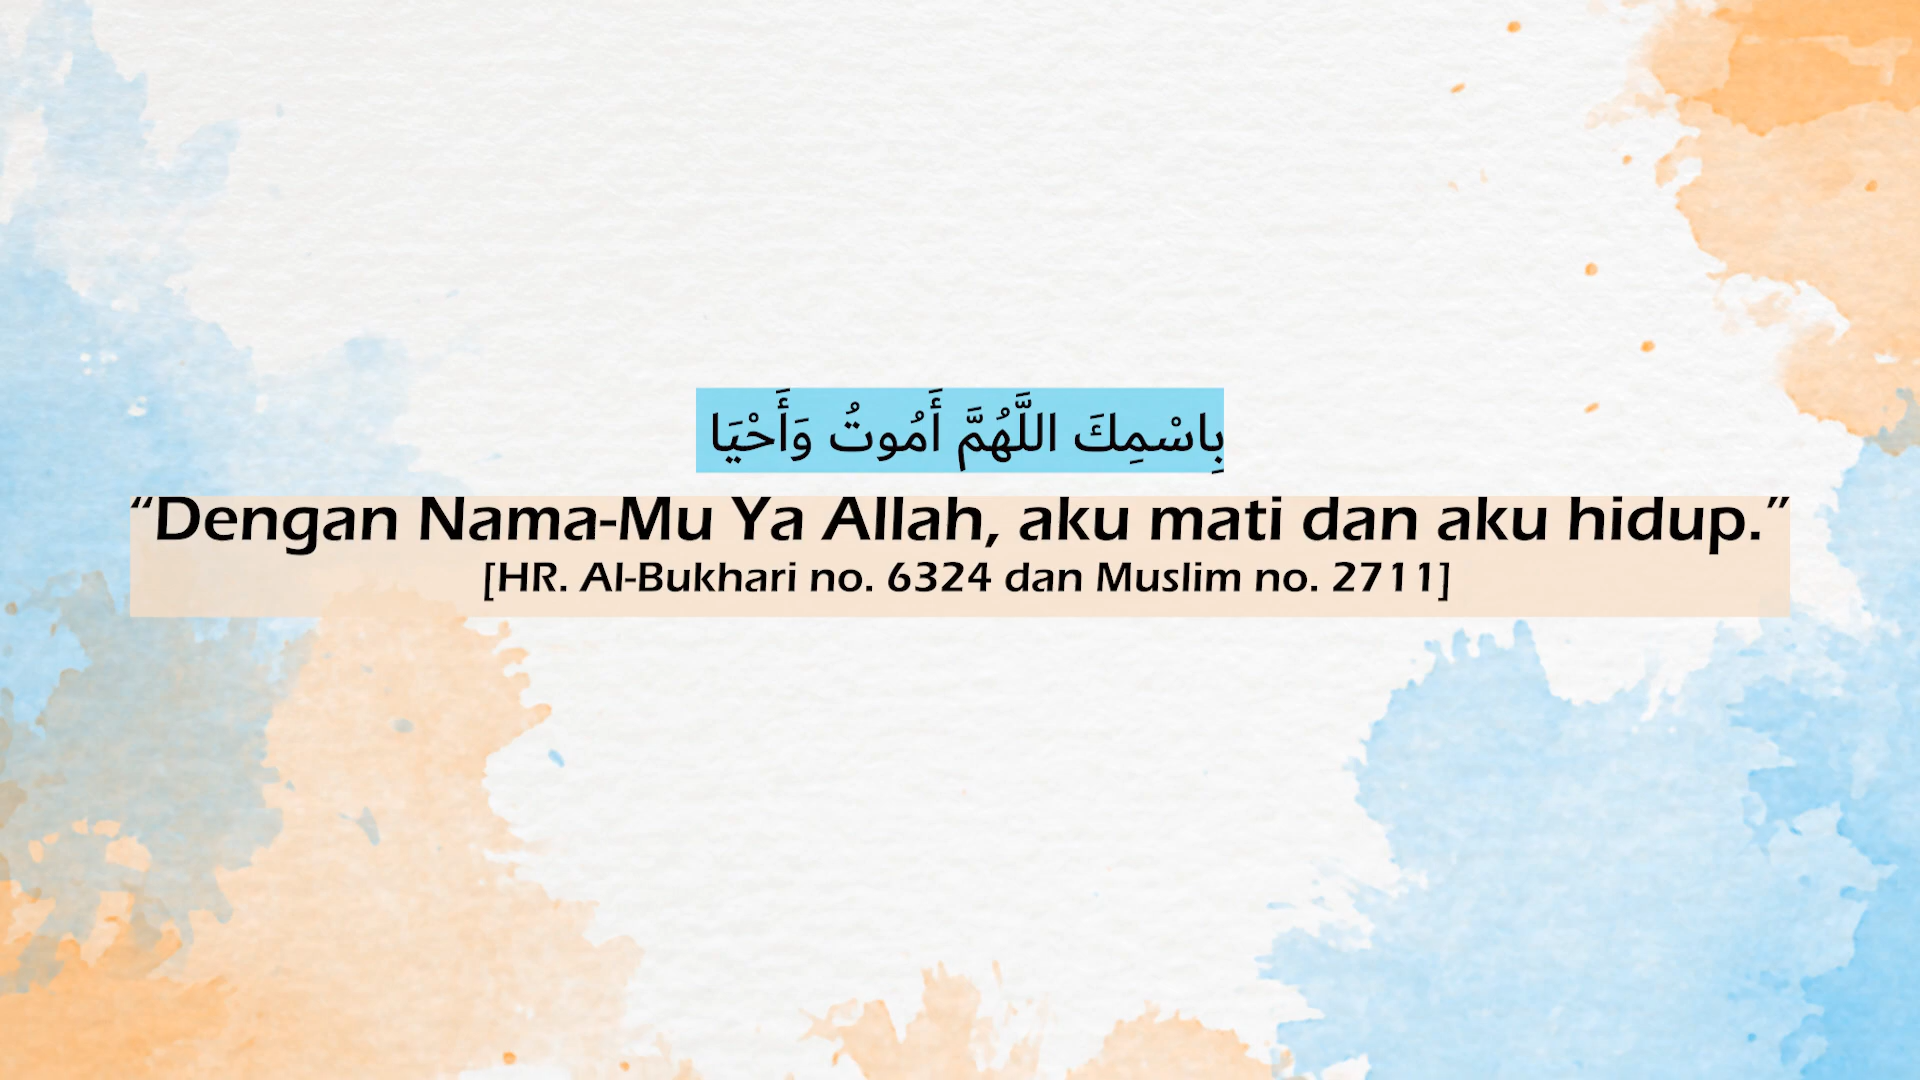 بِاسْمِكَ اللَّهُمَّ أَمُوتُ وَأَحْيَا
“Dengan Nama-Mu Ya Allah, aku mati dan aku hidup.”
[HR. Al-Bukhari no. 6324 dan Muslim no. 2711]